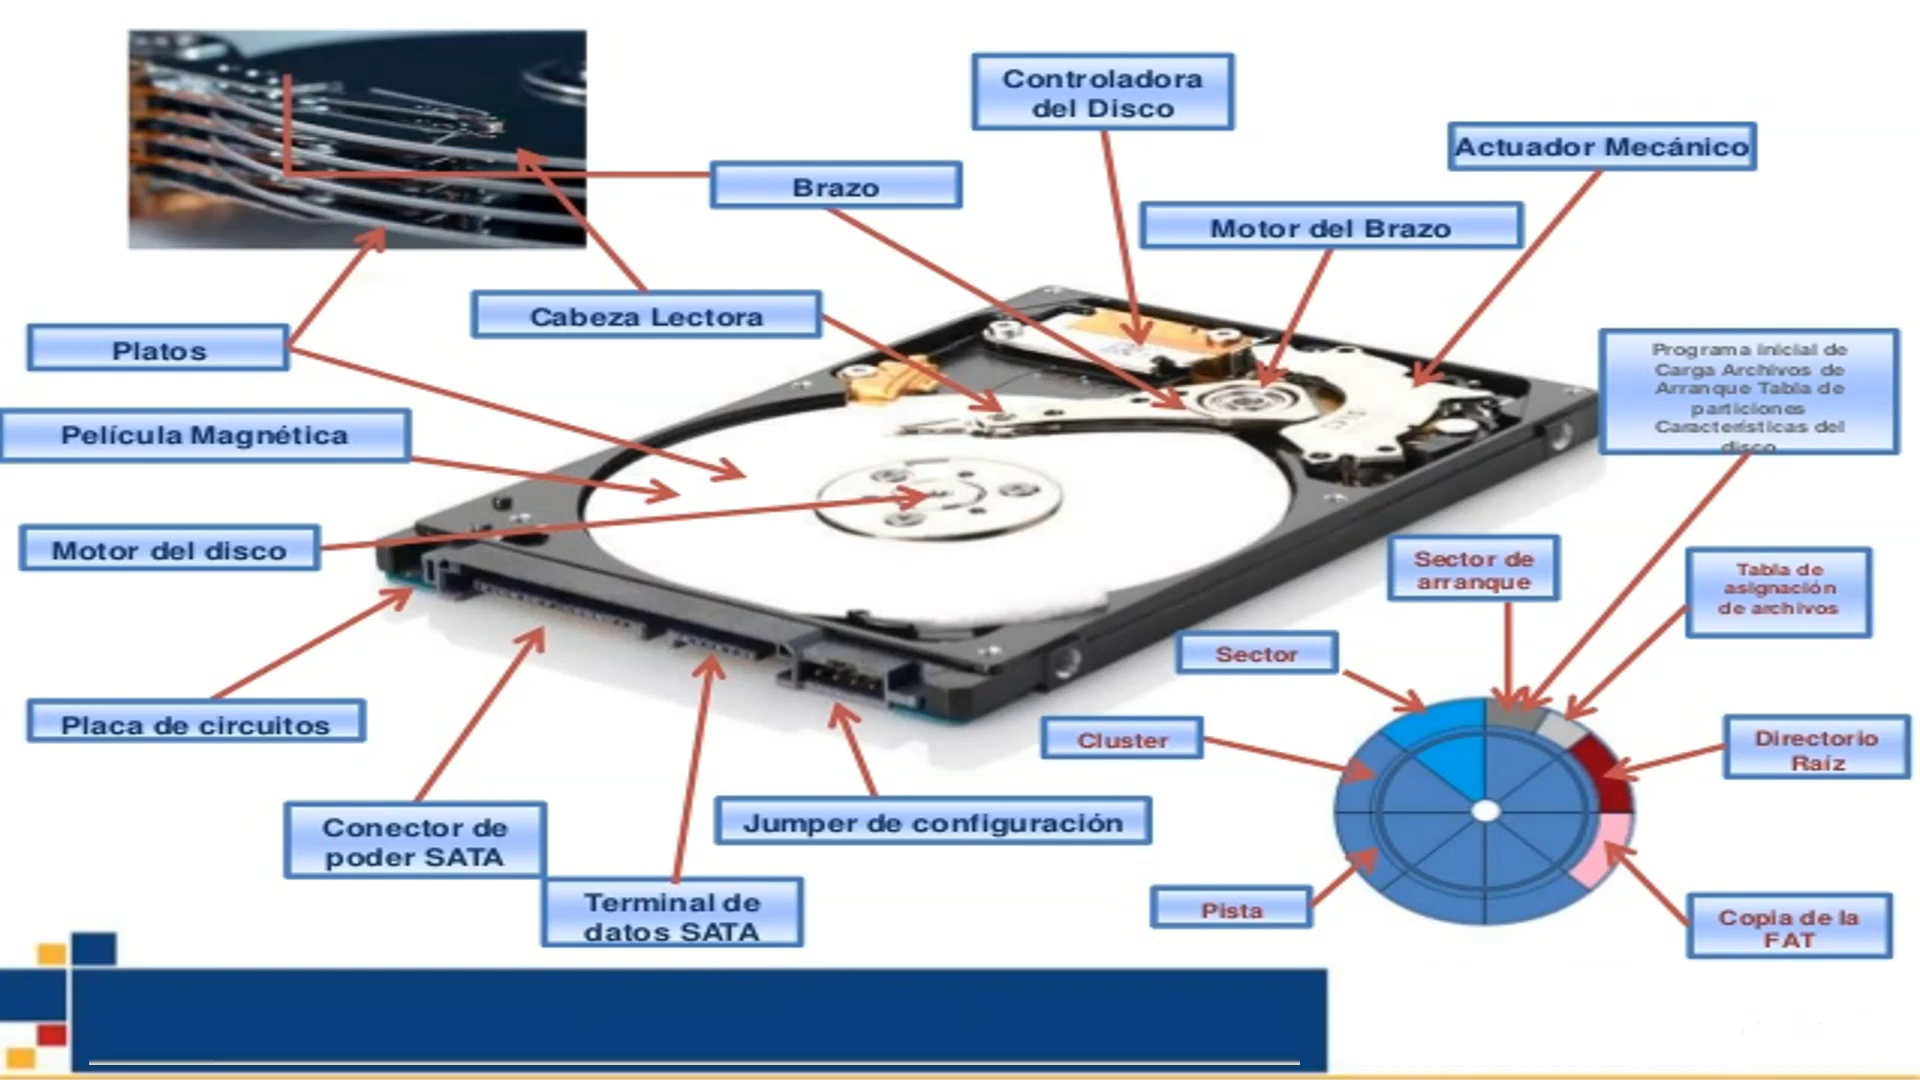 Controladora
del Disco
Actuador Mecánico
Brazo
Motor del Brazo
Cabeza Lectora
Platos
Programa inicial de
Carga Archivos de
Arranque Tabla de
particiones
Características del
disco
Película Magnética
Motor del disco
Sector de
arranque
Tabla de
asignación
de archivos
Sector
Placa de circuitos
Cluster
Directorio
Raíz
Conector de
poder SATA
Jumper de configuración
Terminal de
datos SATA
Pista
Copia de la
FAT